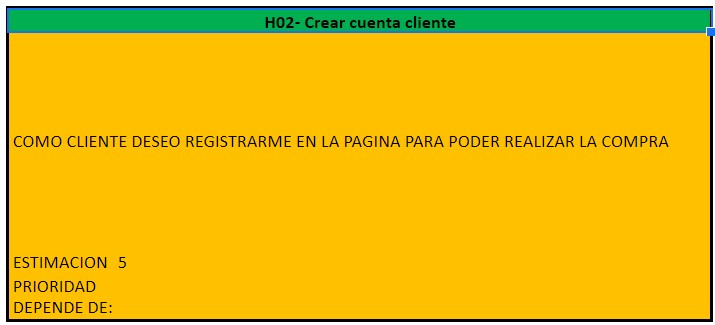 H02- Crear cuenta cliente
COMO CLIENTE DESEO REGISTRARME EN LA PAGINA PARA PODER REALIZAR LA COMPRA
ESTIMACION 5
PRIORIDAD
DEPENDE DE: